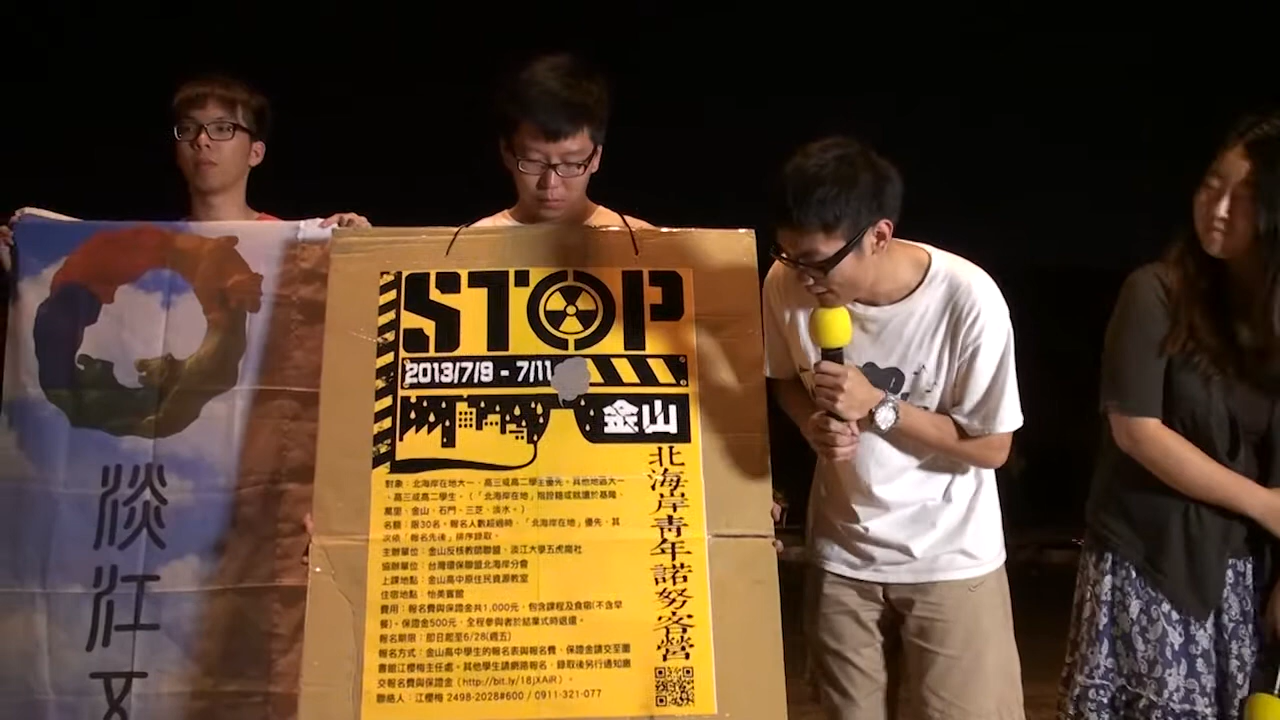 淡江五
STOP
2013/7/9 - 7/11
金山
北海岸青年諾努客營
對象：北海岸在地大一、高三或高二學生優先。其他地區大一
、高三或高二學生。（「北海岸在地」指設籍或就讀於基隆、
萬里、金山、石門、三芝、淡水。）
名額：限30名。報名人數超過時，「北海岸在地」優先，其
次依「報名先後」排序錄取。
主辦單位：金山反核教師聯盟、淡江大學五虎崗社
協辦單位：台灣環保聯盟北海岸分會
上課地點：金山高中原住民資源教室
住宿地點：怡美賓館
費用：報名費與保證金共1,000元，包含課程及食宿(不含早
餐)。保證金500元，全程參與者於結業式時退還。
報名期限：即日起至6/28(週五)
報名方式：金山高中學生的報名表與報名費、保證金請交至圖
書館江櫻梅主任處。其他學生請網路報名，錄取後另行通知繳
交報名費與保證金（http://bit.ly/18jXAiR）。
聯絡人：江櫻梅 2498-2028#600 / 0911-321-077